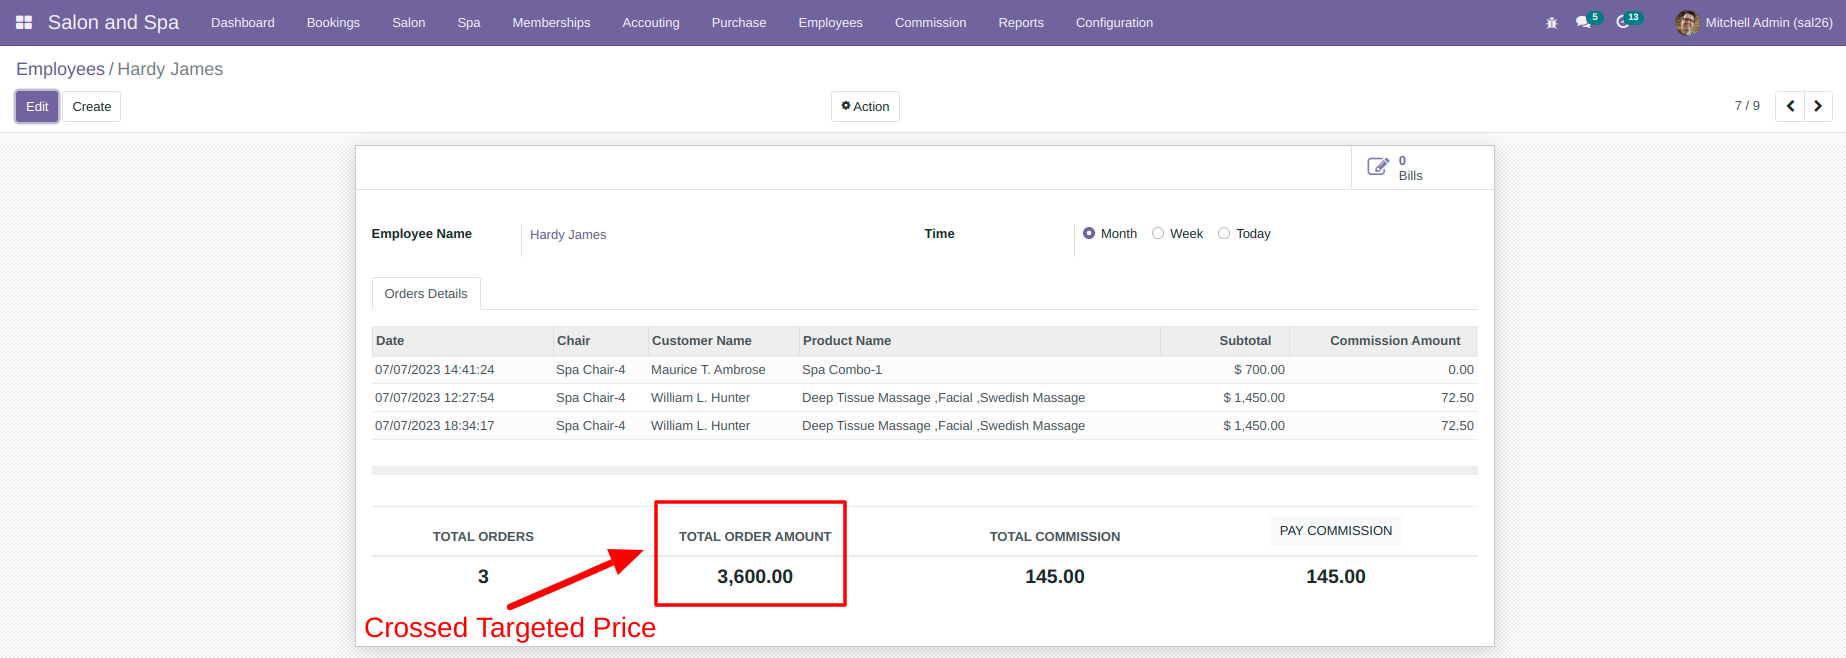 Salon and Spa Dashboard Bookings Salon Spa Memberships Accouting Purchase Employees Commission Reports Configuration 5 13 Mitchell Admin (sal26)
Employees / Hardy James
Edit Create Action 7 / 9
0
Bills
Employee Name Hardy James Time Month Week Today
Orders Details
Date Chair Customer Name Product Name Subtotal Commission Amount
07/07/2023 14:41:24 Spa Chair-4 Maurice T. Ambrose Spa Combo-1 $ 700.00 0.00
07/07/2023 12:27:54 Spa Chair-4 William L. Hunter Deep Tissue Massage ,Facial ,Swedish Massage $ 1,450.00 72.50
07/07/2023 18:34:17 Spa Chair-4 William L. Hunter Deep Tissue Massage ,Facial ,Swedish Massage $ 1,450.00 72.50
TOTAL ORDERS TOTAL ORDER AMOUNT TOTAL COMMISSION PAY COMMISSION
3 3,600.00 145.00 145.00
Crossed Targeted Price